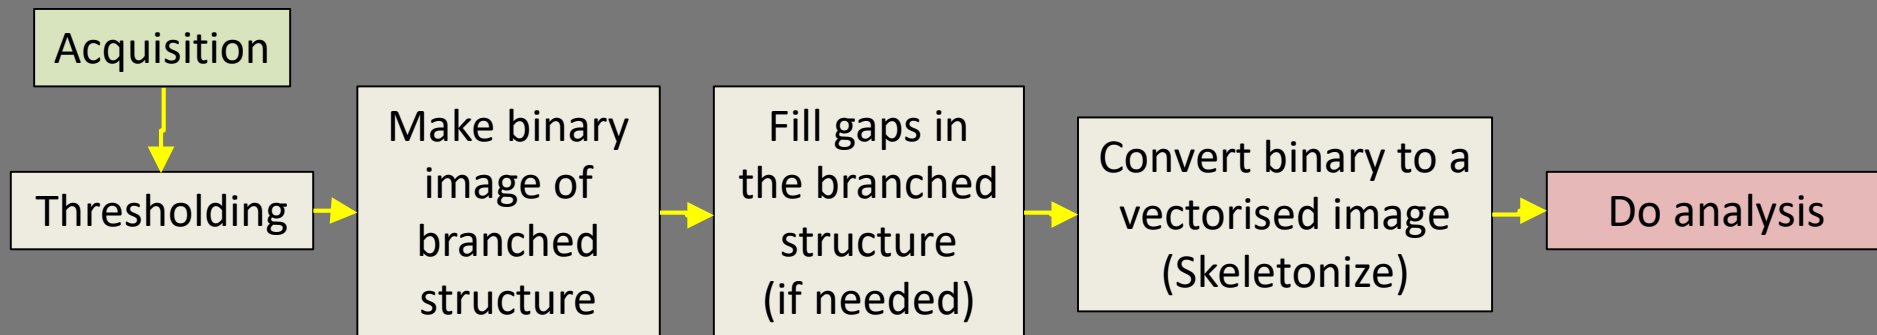 Acquisition
Thresholding
Make binary
image of
branched
structure
Fill gaps in
the branched
structure
(if needed)
Convert binary to a
vectorised image
(Skeletonize)
Do analysis